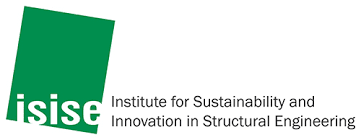 isise
Institute for Sustainability and
Innovation in Structural Engineering